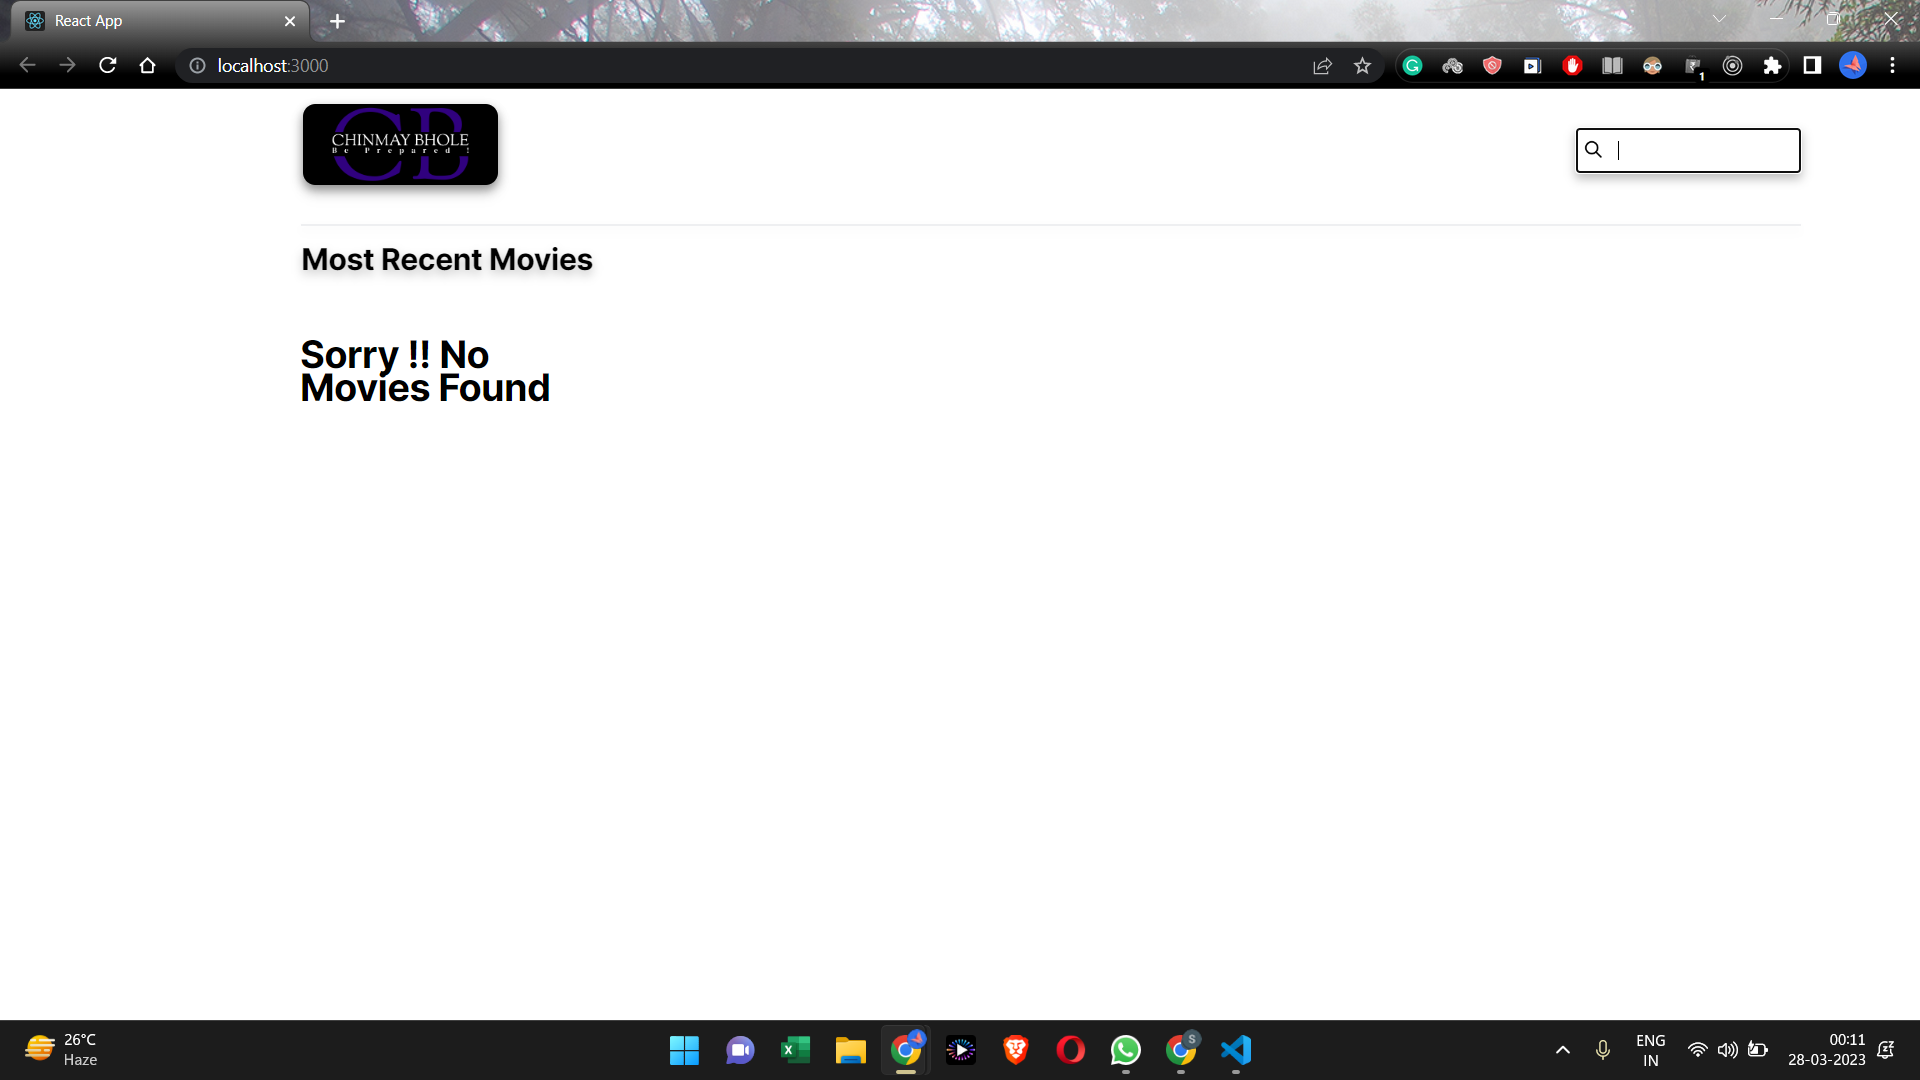 React App
localhost:3000
1
CHINMAY BHOLE
Be Prepared !
Most Recent Movies
Sorry !! No
Movies Found
26°C
Haze
S
ENG
IN
00:11
28-03-2023